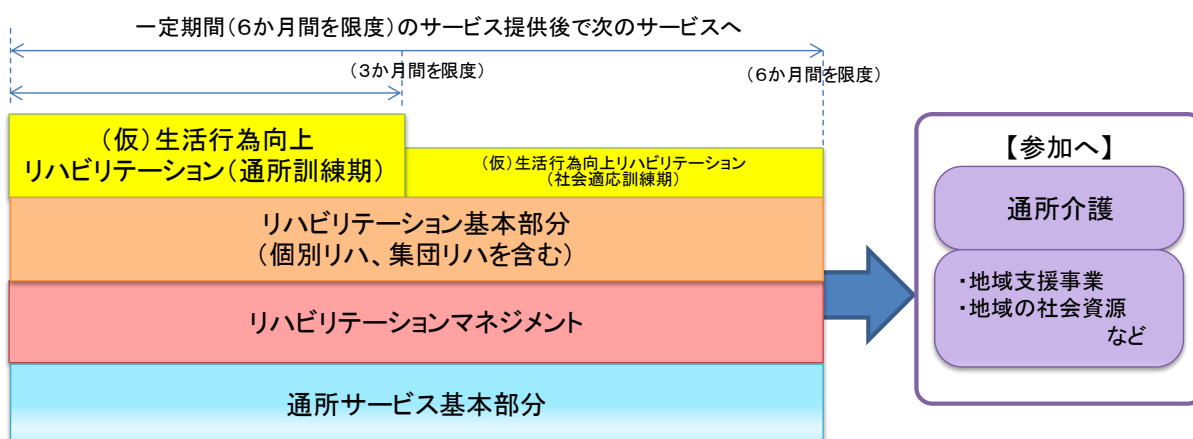 一定期間(6か月間を限度)のサービス提供後で次のサービスへ
(3か月間を限度)
(6か月間を限度)
(仮)生活行為向上
リハビリテーション(通所訓練期)
(仮)生活行為向上リハビリテーション
(社会適応訓練期)
リハビリテーション基本部分
(個別リハ、集団リハを含む)
リハビリテーションマネジメント
通所サービス基本部分
【参加へ】
通所介護
・地域支援事業
・地域の社会資源
など